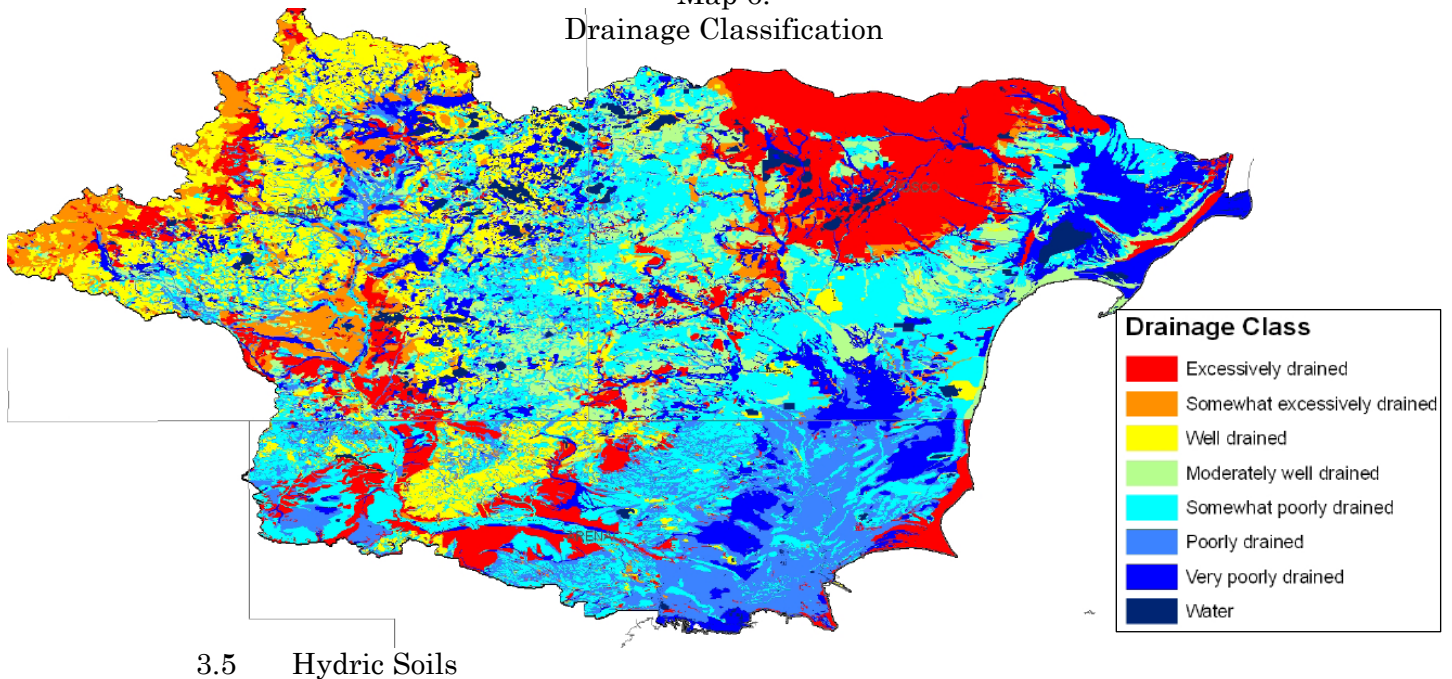 Drainage Classification
Drainage Class
Excessively drained
Somewhat excessively drained
Well drained
Moderately well drained
Somewhat poorly drained
Poorly drained
Very poorly drained
Water
3.5 Hydric Soils